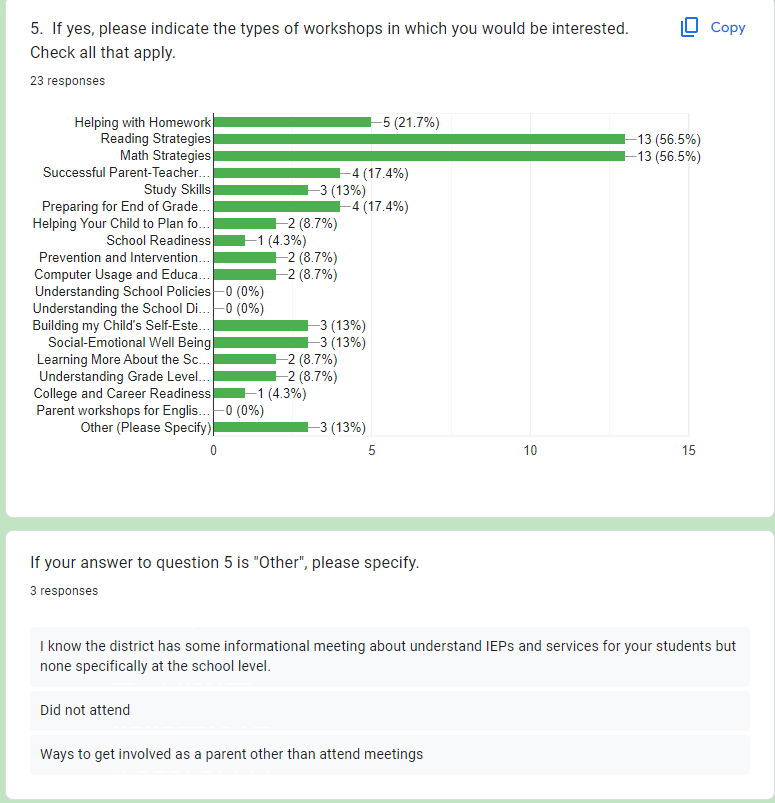 5. If yes, please indicate the types of workshops in which you would be interested.
Copy
Check all that apply.
23 responses
Helping with Homework 5 (21.7%)
Reading Strategies 13 (56.5%)
Math Strategies 13 (56.5%)
Successful Parent-Teacher... 4 (17.4%)
Study Skills 3 (13%)
Preparing for End of Grade... 4 (17.4%)
Helping Your Child to Plan fo... 2 (8.7%)
School Readiness 1 (4.3%)
Prevention and Intervention... 2 (8.7%)
Computer Usage and Educa... 2 (8.7%)
Understanding School Policies 0 (0%)
Understanding the School Di... 0 (0%)
Building my Child's Self-Este... 3 (13%)
Social-Emotional Well Being 3 (13%)
Learning More About the Sc... 2 (8.7%)
Understanding Grade Level... 2 (8.7%)
College and Career Readiness 1 (4.3%)
Parent workshops for Englis... 0 (0%)
Other (Please Specify) 3 (13%)
0 5 10 15
If your answer to question 5 is "Other", please specify.
3 responses
I know the district has some informational meeting about understand IEPs and services for your students but
none specifically at the school level.
Did not attend
Ways to get involved as a parent other than attend meetings